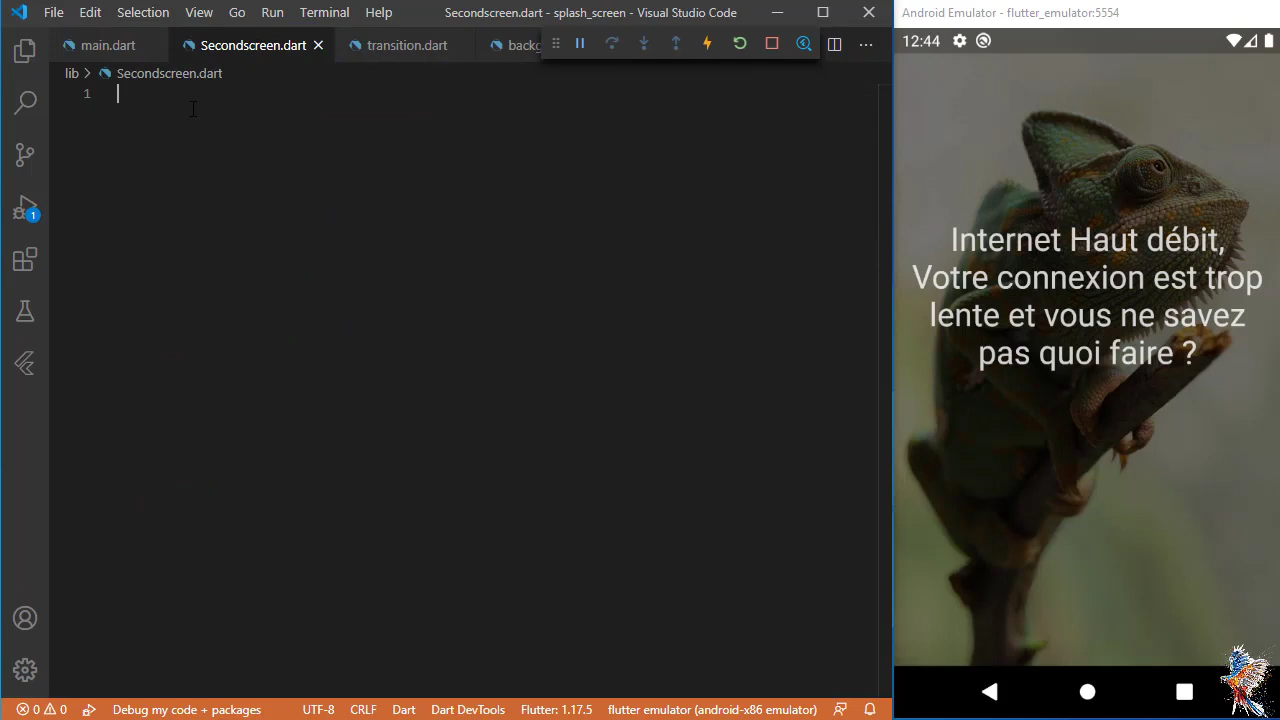 File Edit Selection View Go Run Terminal Help Secondscreen.dart - splash_screen - Visual Studio Code
main.dart Secondscreen.dart transition.dart backg
lib Secondscreen.dart
1
1
0 0 Debug my code + packages UTF-8 CRLF Dart Dart DevTools Flutter: 1.17.5 flutter emulator (android-x86 emulator)
Android Emulator - flutter_emulator:5554
12:44
Internet Haut débit,
Votre connexion est trop
lente et vous ne savez
pas quoi faire ?